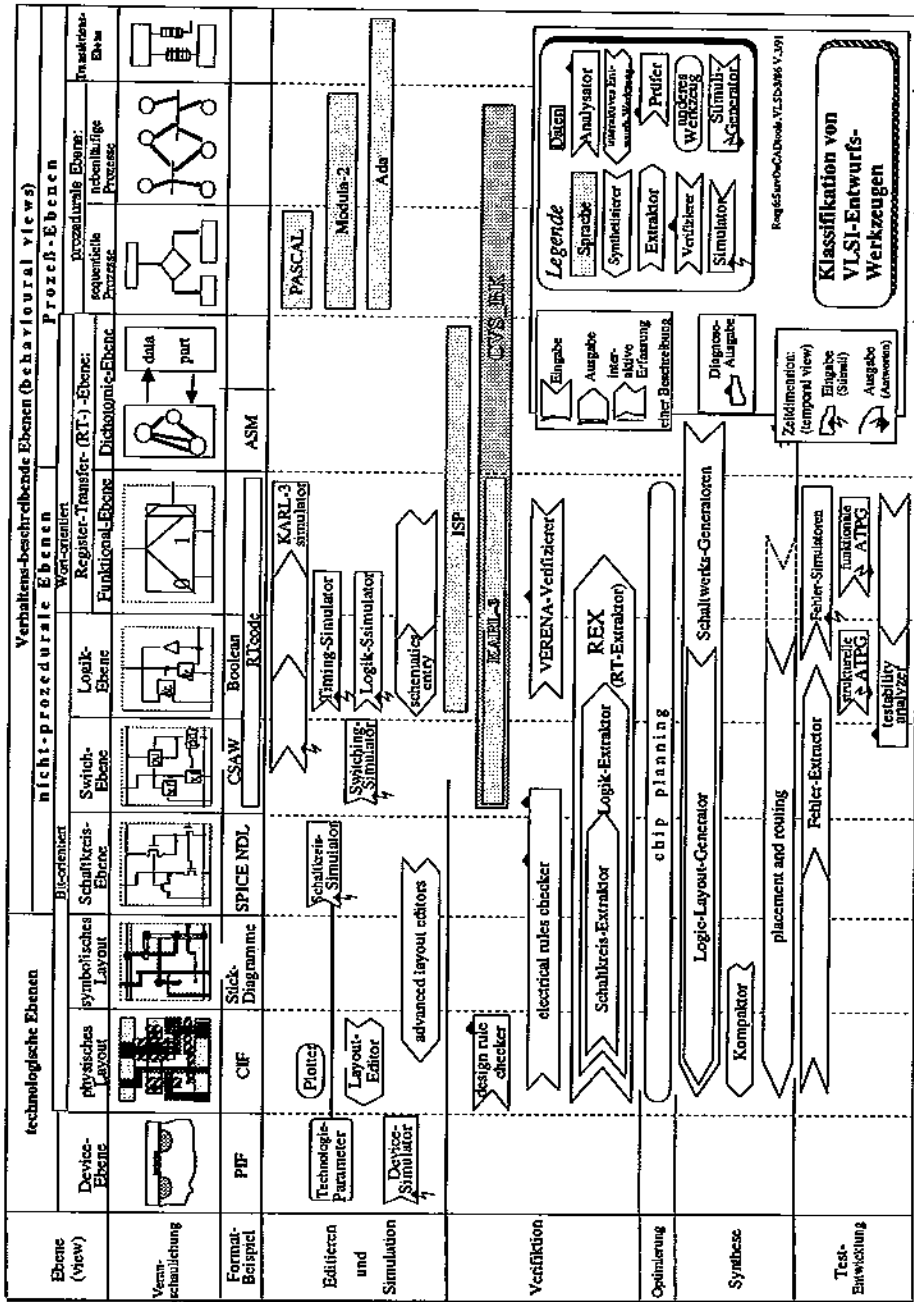 Ebene
(view)
technologische Ebenen
Verhaltens-beschreibende Ebenen (behavioural views)
nicht-prozedurale Ebenen
Prozeß-Ebenen
Bit-orientiert
Wort-orientiert
Device-
Ebene
physisches
Layout
symbolisches
Layout
Schaltkreis-
Ebene
Switch-
Ebene
Logik-
Ebene
Register-Transfer- (RT-) -Ebene:
Funktional-Ebene
Dichotomie-Ebene
prozedurale Ebene:
sequentielle
Prozesse
nebenläufige
Prozesse
Transaktions-
Ebene
Veran-
schaulichung
&
&
1
data
part
Format-
Beispiel
PIF
CIF
Stick-
Diagramme
SPICE NDL
CSAW
Boolean
RTcode
ASM
Editieren
und
Simulation
Technologie-
Parameter
Plotter
Schaltkreis-
Simulator
KARL-3
simulator
PASCAL
Modula-2
Ada
Layout-
Editor
Device-
Simulator
Switching-
Simulator
Timing-Simulator
Logik-Ssimulator
advanced layout editors
schematics
entry
ISP
Verifiktion
KARL-3
CVS_BK
design rule
checker
electrical rules checker
VERENA-Verifizierer
Schaltkreis-Extraktor
Logik-Extraktor
REX
(RT-Extraktor)
Optimierung
chip planning
Synthese
Logic-Layout-Generator
Schaltwerks-Generatoren
Kompaktor
placement and routing
Test-
Entwicklung
Fehler-Extractor
Fehler-Simulatoren
strukturelle
ATPG
funktionale
ATPG
testability
analyzer
Eingabe
Ausgabe
inter-
aktive
Erfassung
einer Beschreibung
Diagnose-
Ausgabe
Zeitdimension:
(temporal view)
Eingabe
(Stimuli)
Ausgabe
(Antworten)
Legende
Daten
Sprache
Analysator
Synthetisierer
Extraktor
Prüfer
Verifizierer
anderes
Werkzeug
Simulator
Stimuli-
Generator
Klassifikation von
VLSI-Entwurfs-
Werkzeugen